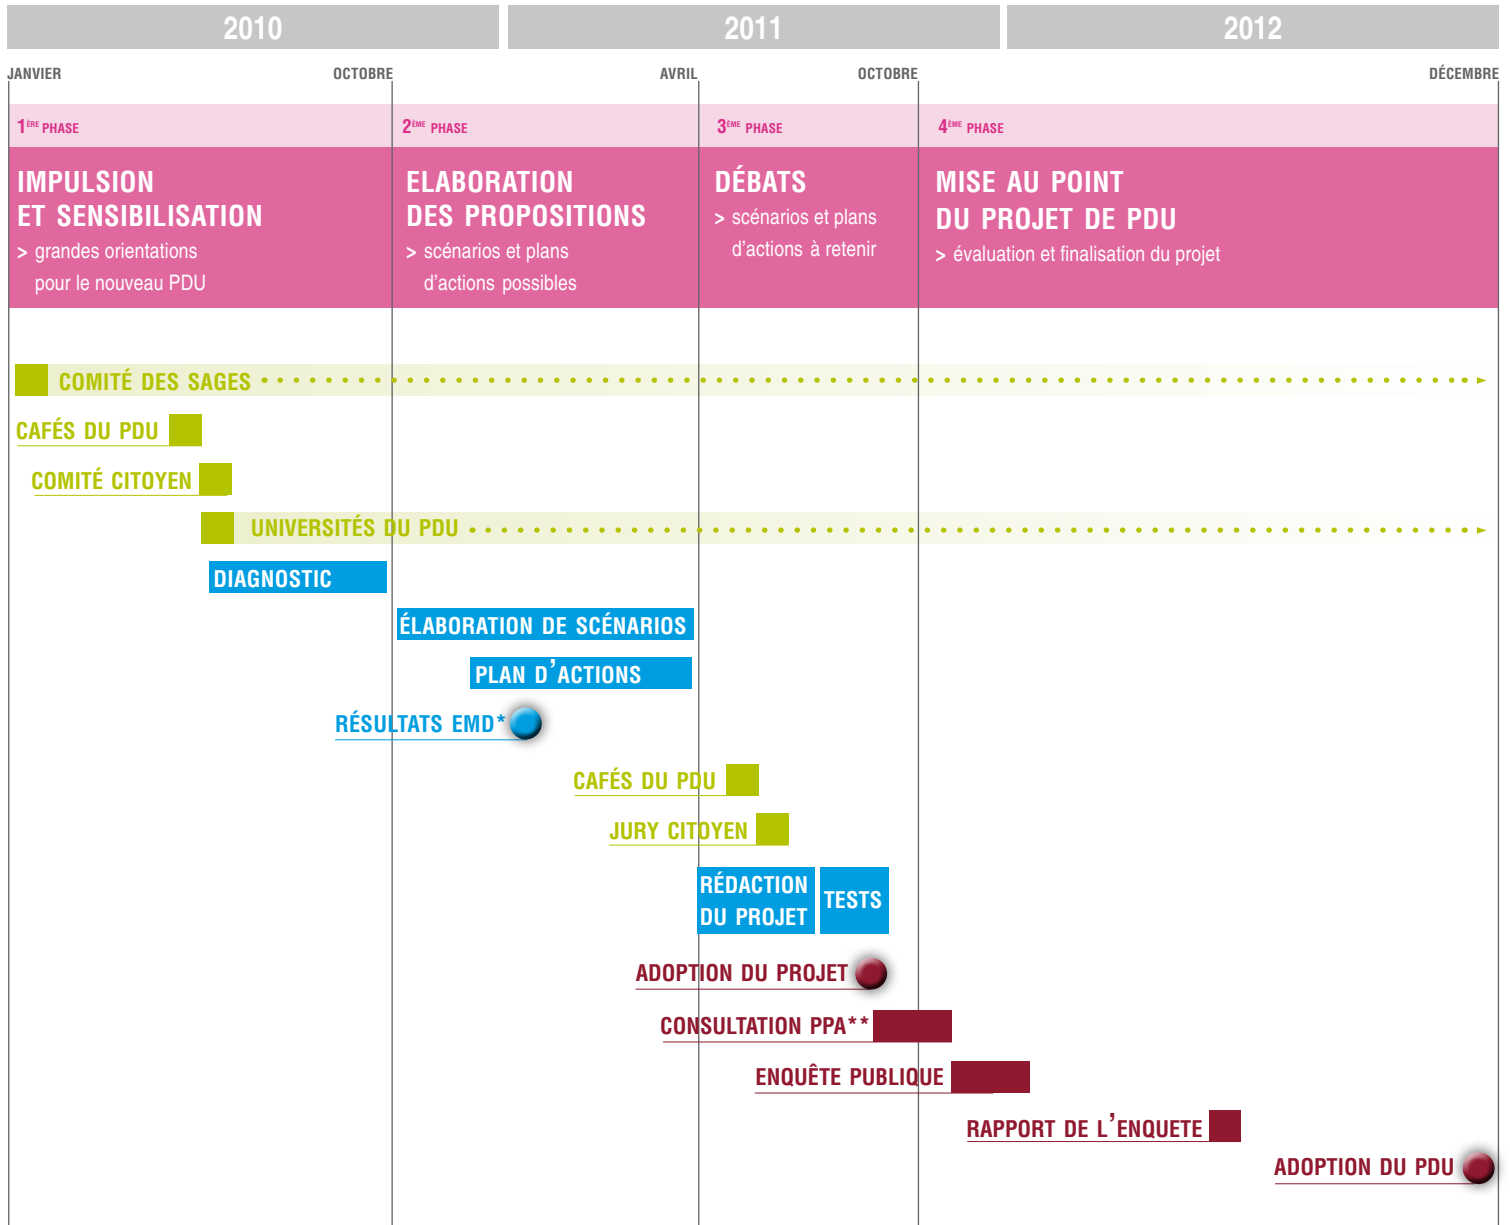 2010 2011 2012
JANVIER OCTOBRE AVRIL OCTOBRE DÉCEMBRE
1ÈRE PHASE
IMPULSION
ET SENSIBILISATION
> grandes orientations
pour le nouveau PDU
2ÈME PHASE
ELABORATION
DES PROPOSITIONS
> scénarios et plans
d'actions possibles
3ÈME PHASE
DÉBATS
> scénarios et plans
d'actions à retenir
4ÈME PHASE
MISE AU POINT
DU PROJET DE PDU
> évaluation et finalisation du projet
COMITÉ DES SAGES
CAFÉS DU PDU
COMITÉ CITOYEN
UNIVERSITÉS DU PDU
DIAGNOSTIC
ÉLABORATION DE SCÉNARIOS
PLAN D'ACTIONS
RÉSULTATS EMD*
CAFÉS DU PDU
JURY CITOYEN
RÉDACTION
DU PROJET
TESTS
ADOPTION DU PROJET
CONSULTATION PPA**
ENQUÊTE PUBLIQUE
RAPPORT DE L'ENQUETE
ADOPTION DU PDU